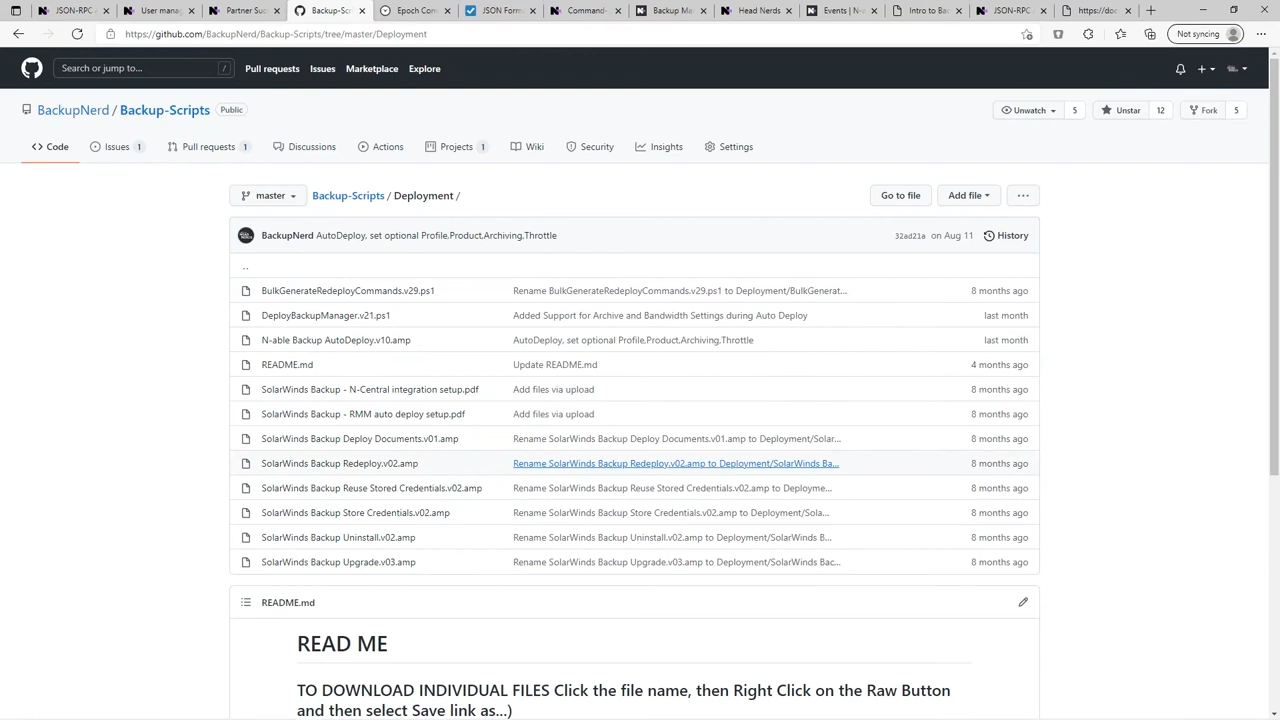 JSON-RPC
User mana
Partner Suc
Backup-Scri
Epoch Con
JSON Form
Command-
Backup Ma
Head Nerds
Events | N-a
Intro to Bac
JSON-RPC
https://doc
https://github.com/BackupNerd/Backup-Scripts/tree/master/Deployment
Not syncing
Search or jump to...
/
Pull requests
Issues
Marketplace
Explore
BackupNerd / Backup-Scripts
Public
Unwatch
5
Unstar
12
Fork
5
Code
Issues 1
Pull requests 1
Discussions
Actions
Projects 1
Wiki
Security
Insights
Settings
master
Backup-Scripts / Deployment /
Go to file
Add file
...
BackupNerd AutoDeploy, set optional Profile,Product,Archiving,Throttle
32ad21a on Aug 11
History
..
BulkGenerateRedeployCommands.v29.ps1
Rename BulkGenerateRedeployCommands.v29.ps1 to Deployment/BulkGenerat...
8 months ago
DeployBackupManager.v21.ps1
Added Support for Archive and Bandwidth Settings during Auto Deploy
last month
N-able Backup AutoDeploy.v10.amp
AutoDeploy, set optional Profile,Product,Archiving,Throttle
last month
README.md
Update README.md
4 months ago
SolarWinds Backup - N-Central integration setup.pdf
Add files via upload
8 months ago
SolarWinds Backup - RMM auto deploy setup.pdf
Add files via upload
8 months ago
SolarWinds Backup Deploy Documents.v01.amp
Rename SolarWinds Backup Deploy Documents.v01.amp to Deployment/Solar...
8 months ago
SolarWinds Backup Redeploy.v02.amp
Rename SolarWinds Backup Redeploy.v02.amp to Deployment/SolarWinds Ba...
8 months ago
SolarWinds Backup Reuse Stored Credentials.v02.amp
Rename SolarWinds Backup Reuse Stored Credentials.v02.amp to Deployme...
8 months ago
SolarWinds Backup Store Credentials.v02.amp
Rename SolarWinds Backup Store Credentials.v02.amp to Deployment/Sola...
8 months ago
SolarWinds Backup Uninstall.v02.amp
Rename SolarWinds Backup Uninstall.v02.amp to Deployment/SolarWinds B...
8 months ago
SolarWinds Backup Upgrade.v03.amp
Rename SolarWinds Backup Upgrade.v03.amp to Deployment/SolarWinds Bac...
8 months ago
README.md
READ ME
TO DOWNLOAD INDIVIDUAL FILES Click the file name, then Right Click on the Raw Button
and then select Save link as...)